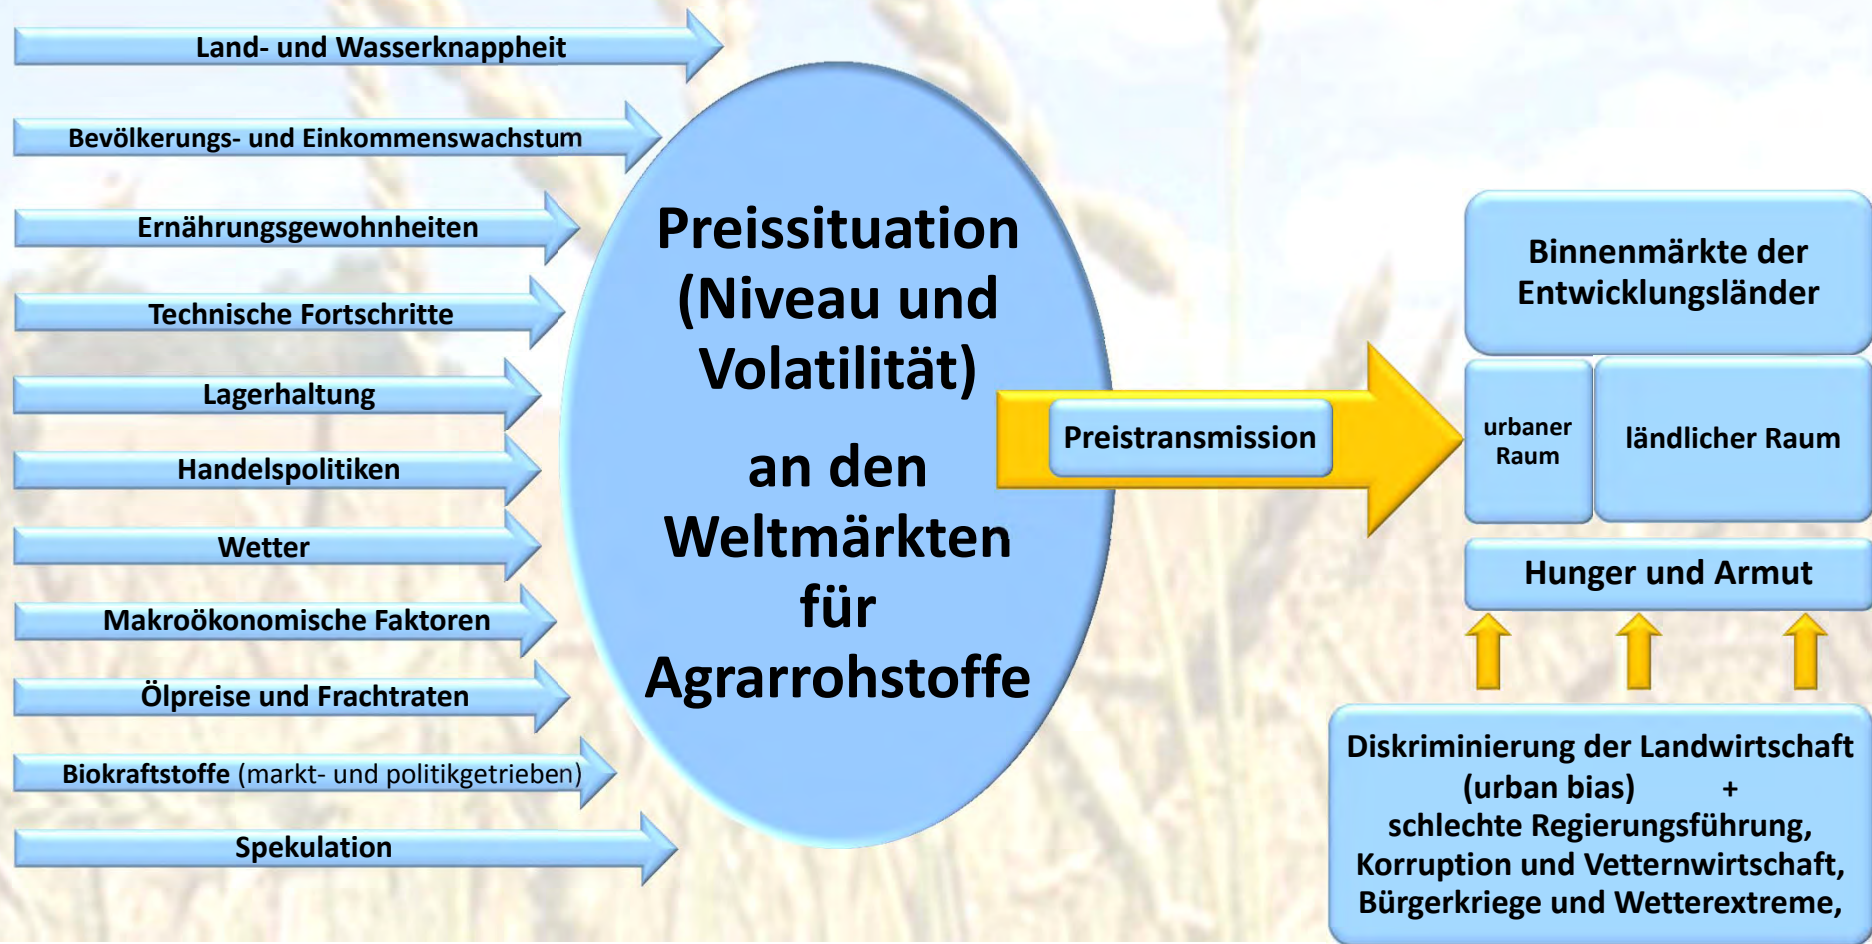 Land- und Wasserknappheit
Bevölkerungs- und Einkommenswachstum
Ernährungsgewohnheiten
Technische Fortschritte
Lagerhaltung
Handelspolitiken
Wetter
Makroökonomische Faktoren
Ölpreise und Frachtraten
Biokraftstoffe (markt- und politikgetrieben)
Spekulation
Preissituation
(Niveau und
Volatilität)
an den
Weltmärkten
für
Agrarrohstoffe
Preistransmission
Binnenmärkte der
Entwicklungsländer
urbaner
Raum
ländlicher Raum
Hunger und Armut
Diskriminierung der Landwirtschaft
(urban bias) +
schlechte Regierungsführung,
Korruption und Vetternwirtschaft,
Bürgerkriege und Wetterextreme,